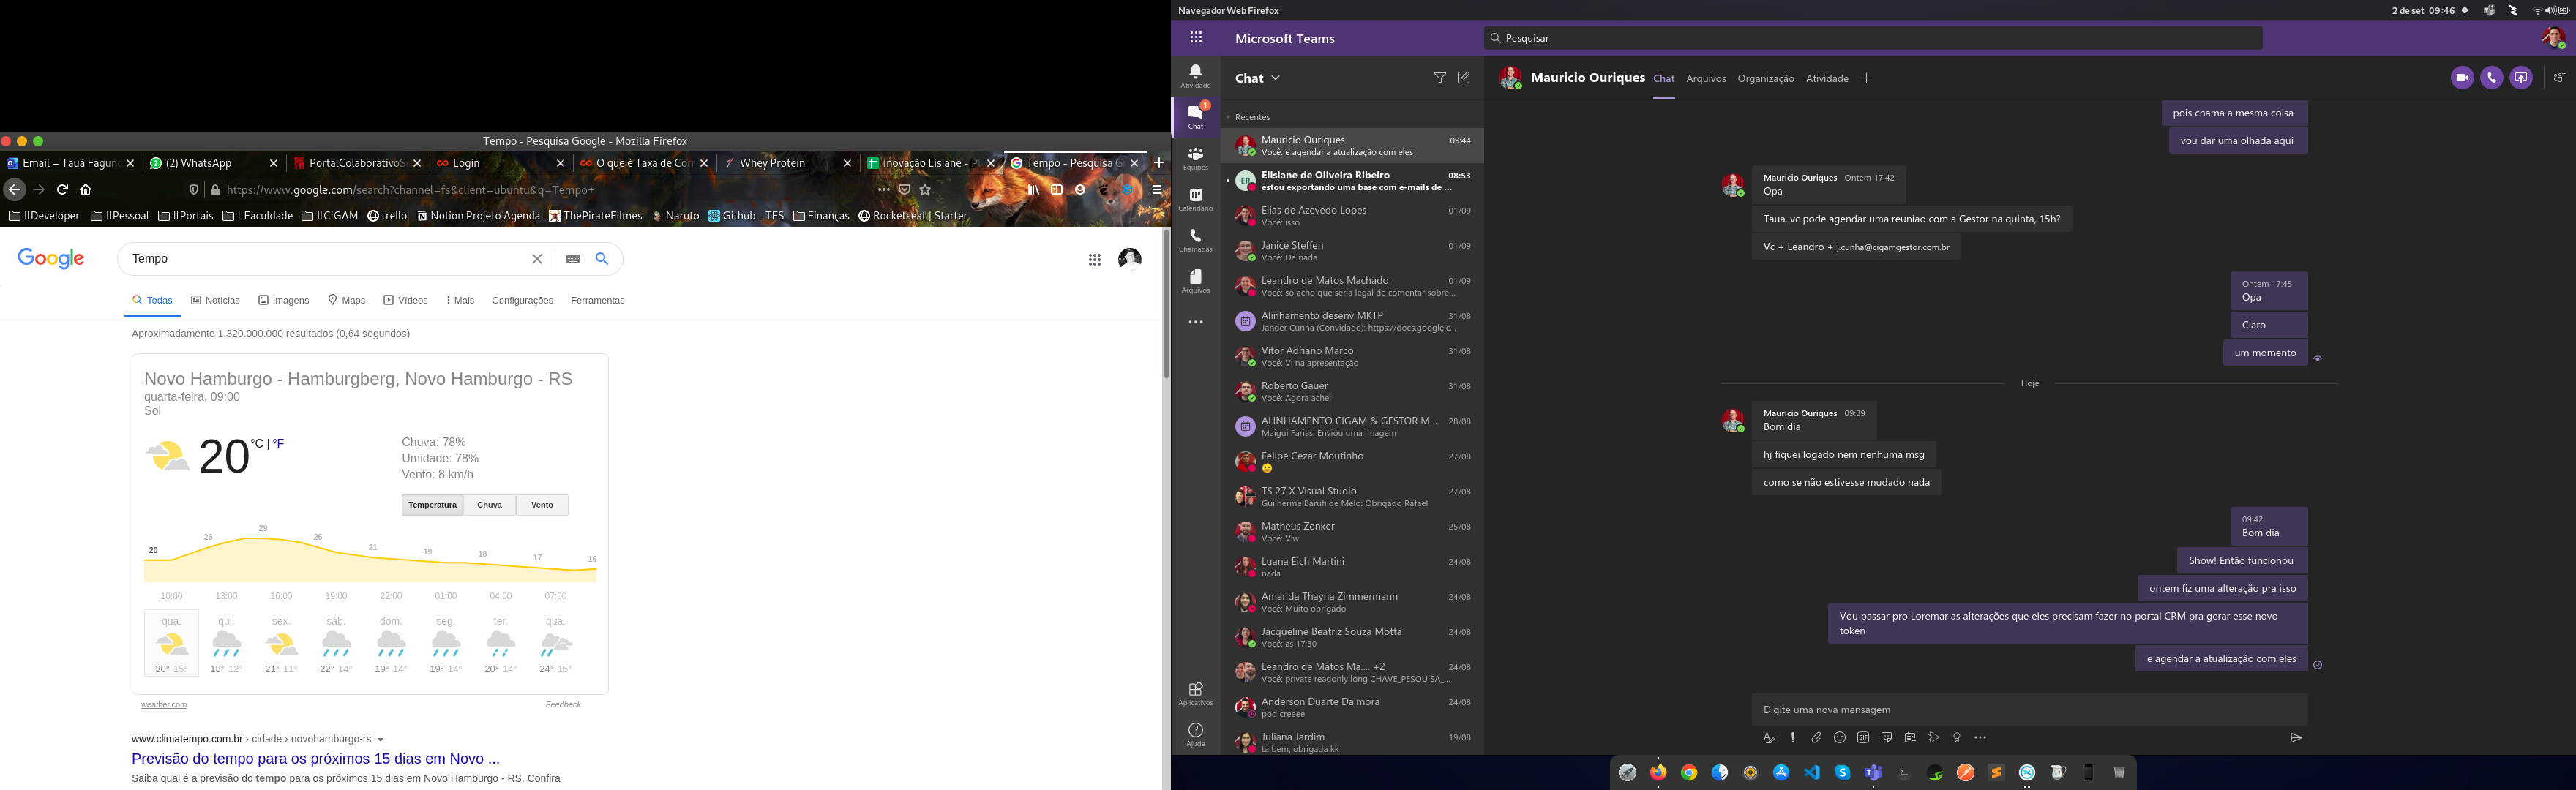 Tempo - Pesquisa Google - Mozilla Firefox
Email – Tauã Fagund
(2) WhatsApp
PortalColaborativoS
Login
O que é Taxa de Con
Whey Protein
Inovação Lisiane - Pl
Tempo - Pesquisa Go
https://www.google.com/search?channel=fs&client=ubuntu&q=Tempo+
#Developer
#Pessoal
#Portais
#Faculdade
#CIGAM
trello
Notion Projeto Agenda
ThePirateFilmes
Naruto
Github - TFS
Finanças
Rocketseat | Starter
Google
Tempo
Todas
Notícias
Imagens
Maps
Vídeos
Mais
Configurações
Ferramentas
Aproximadamente 1.320.000.000 resultados (0,64 segundos)
Novo Hamburgo - Hamburgberg, Novo Hamburgo - RS
quarta-feira, 09:00
Sol
20 °C | °F
Chuva: 78%
Umidade: 78%
Vento: 8 km/h
Temperatura Chuva Vento
20 26 29 26 21 19 18 17 16
10:00 13:00 16:00 19:00 22:00 01:00 04:00 07:00
qua. qui. sex. sáb. dom. seg. ter. qua.
30° 15° 18° 12° 21° 11° 22° 14° 19° 14° 19° 14° 20° 14° 24° 15°
weather.com
Feedback
www.climatempo.com.br › cidade › novohamburgo-rs
Previsão do tempo para os próximos 15 dias em Novo ...
Saiba qual é a previsão do tempo para os próximos 15 dias em Novo Hamburgo - RS. Confira
Navegador Web Firefox
2 de set 09:46
Microsoft Teams
Pesquisar
Atividade
1
Chat
Equipes
Calendário
Chamadas
Arquivos
Aplicativos
Ajuda
Chat
Recentes
Mauricio Ouriques 09:44
Você: e agendar a atualização com eles
ER
Elisiane de Oliveira Ribeiro 08:53
estou exportando uma base com e-mails de ...
Elias de Azevedo Lopes 01/09
Você: isso
Janice Steffen 01/09
Você: De nada
Leandro de Matos Machado 01/09
Você: só acho que seria legal de comentar sobre...
Alinhamento desenv MKTP 31/08
Jander Cunha (Convidado): https://docs.google.c...
Vitor Adriano Marco 31/08
Você: Vi na apresentação
Roberto Gauer 31/08
Você: Agora achei
ALINHAMENTO CIGAM & GESTOR M... 28/08
Maigui Farias: Enviou uma imagem
Felipe Cezar Moutinho 27/08
TS 27 X Visual Studio 27/08
Guilherme Barufi de Melo: Obrigado Rafael
Matheus Zenker 25/08
Você: Vlw
Luana Eich Martini 24/08
nada
Amanda Thayna Zimmermann 24/08
Você: Muito obrigado
Jacqueline Beatriz Souza Motta 24/08
Você: as 17:30
Leandro de Matos Ma..., +2 24/08
Você: private readonly long CHAVE_PESQUISA_...
Anderson Duarte Dalmora 24/08
pod creeee
Juliana Jardim 19/08
ta bem, obrigada kk
Mauricio Ouriques
Chat
Arquivos
Organização
Atividade
pois chama a mesma coisa
vou dar uma olhada aqui
Mauricio Ouriques Ontem 17:42
Opa
Taua, vc pode agendar uma reuniao com a Gestor na quinta, 15h?
Vc + Leandro + j.cunha@cigamgestor.com.br
Ontem 17:45
Opa
Claro
um momento
Hoje
Mauricio Ouriques 09:39
Bom dia
hj fiquei logado nem nenhuma msg
como se não estivesse mudado nada
09:42
Bom dia
Show! Então funcionou
ontem fiz uma alteração pra isso
Vou passar pro Loremar as alterações que eles precisam fazer no portal CRM pra gerar esse novo
token
e agendar a atualização com eles
Digite uma nova mensagem
GIF